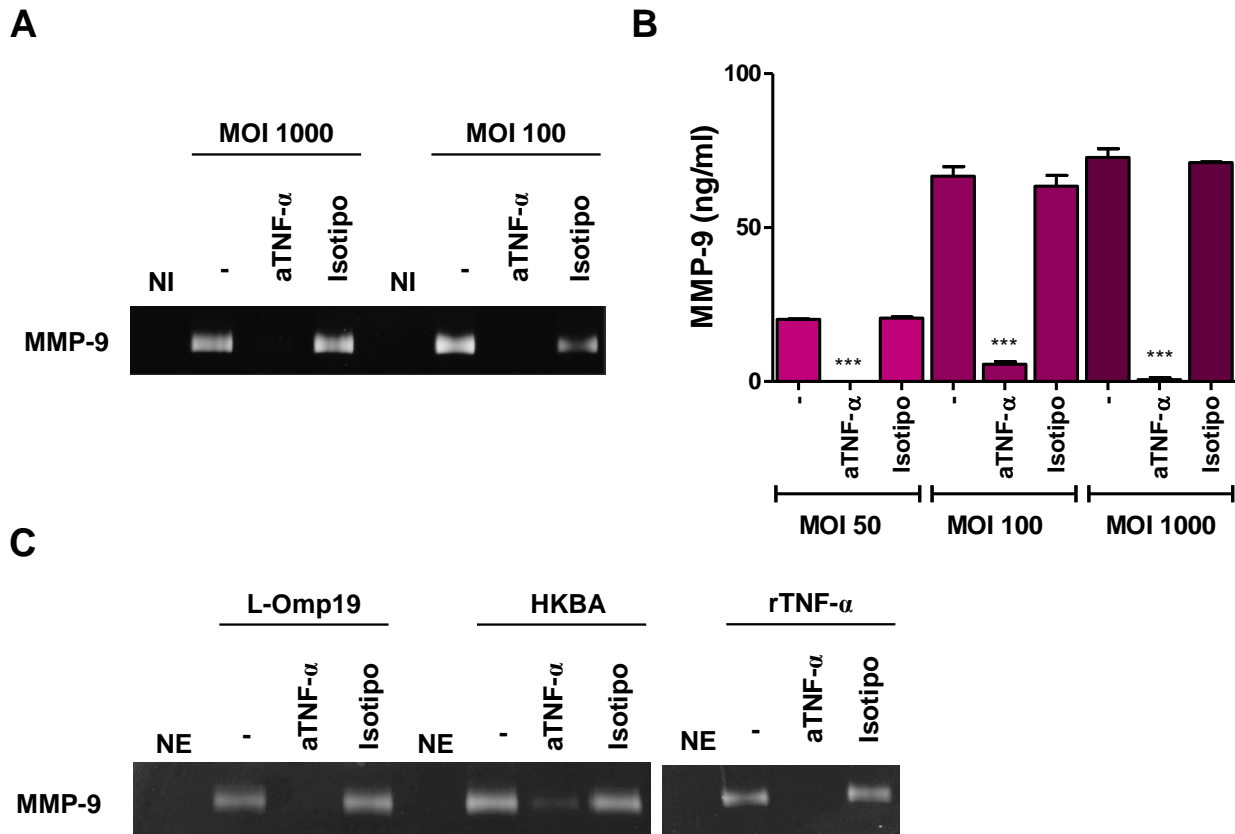 A
MOI 1000 MOI 100
NI - aTNF-α Isotipo NI - aTNF-α Isotipo
MMP-9
B
MMP-9 (ng/ml)
100
50
0
*** *** ***
- aTNF-α Isotipo - aTNF-α Isotipo - aTNF-α Isotipo
MOI 50 MOI 100 MOI 1000
C
L-Omp19 HKBA rTNF-α
NE - aTNF-α Isotipo NE - aTNF-α Isotipo NE - aTNF-α Isotipo
MMP-9